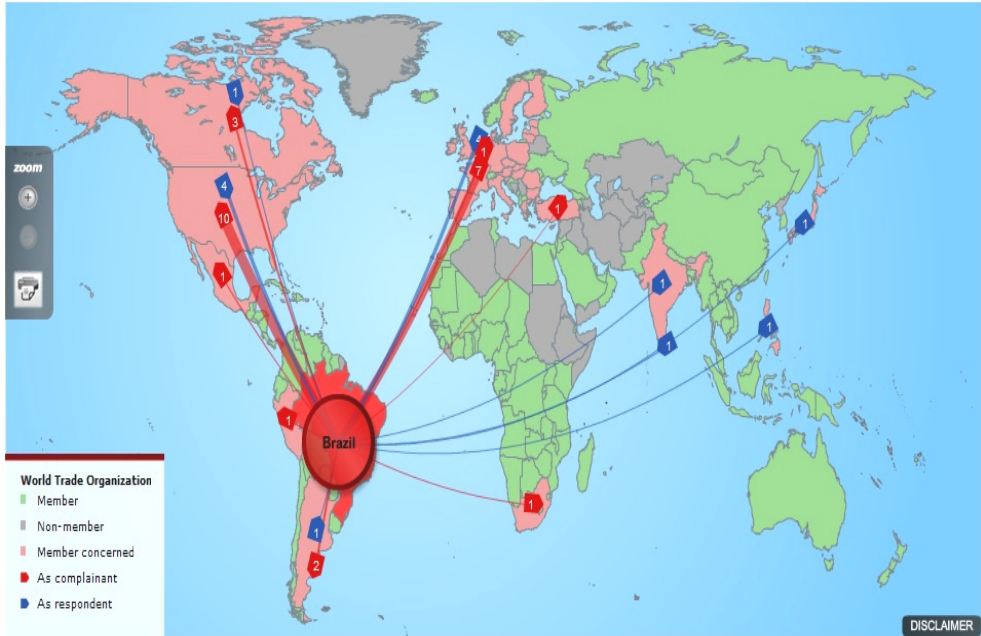 1
3
4
10
1
4
1
7
1
1
1
1
1
1
Brazil
1
1
2
zoom
World Trade Organization
Member
Non-member
Member concerned
As complainant
As respondent
DISCLAIMER